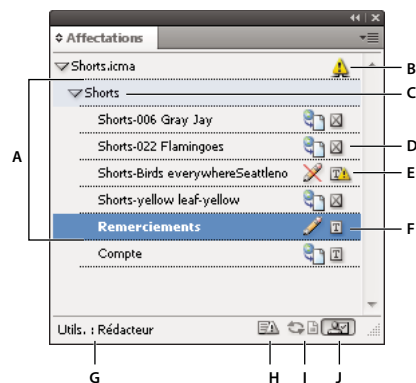 Affectations
Shorts.icma
B
Shorts
C
A
Shorts-006 Gray Jay
Shorts-022 Flamingoes
D
Shorts-Birds everywhereSeattleno
E
Shorts-yellow leaf-yellow
Remerciements
F
Compte
Utils. : Rédacteur
G
H
I
J